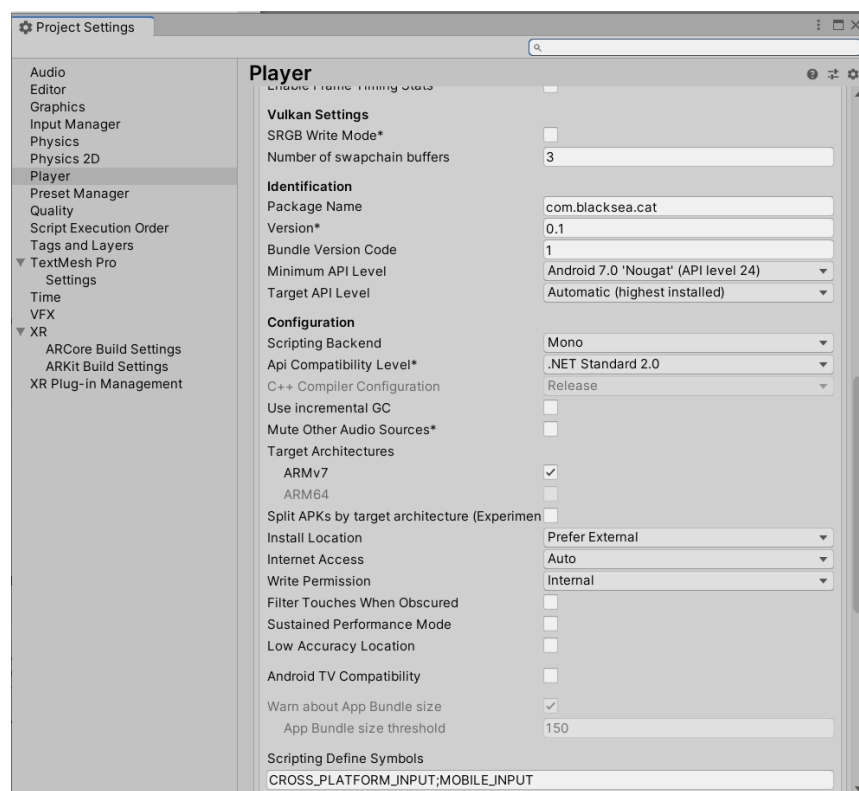 Project Settings
Audio
Editor
Graphics
Input Manager
Physics
Physics 2D
Player
Preset Manager
Quality
Script Execution Order
Tags and Layers
TextMesh Pro
Settings
Time
VFX
XR
ARCore Build Settings
ARKit Build Settings
XR Plug-in Management
Player
Enable Frame Timing Stats
Vulkan Settings
SRGB Write Mode*
Number of swapchain buffers 3
Identification
Package Name com.blacksea.cat
Version* 0.1
Bundle Version Code 1
Minimum API Level Android 7.0 'Nougat' (API level 24)
Target API Level Automatic (highest installed)
Configuration
Scripting Backend Mono
Api Compatibility Level* .NET Standard 2.0
C++ Compiler Configuration Release
Use incremental GC
Mute Other Audio Sources*
Target Architectures
ARMv7
ARM64
Split APKs by target architecture (Experimen
Install Location Prefer External
Internet Access Auto
Write Permission Internal
Filter Touches When Obscured
Sustained Performance Mode
Low Accuracy Location
Android TV Compatibility
Warn about App Bundle size
App Bundle size threshold 150
Scripting Define Symbols
CROSS_PLATFORM_INPUT;MOBILE_INPUT